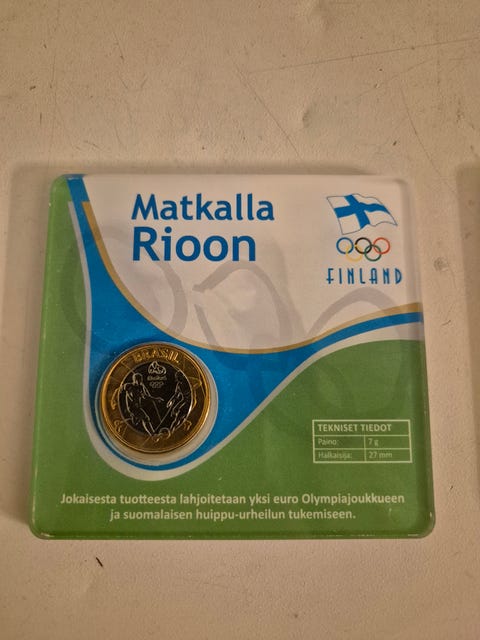 Matkalla
Rioon
FINLAND
BRASIL
TEKNISET TIEDOT
Paino: 7 g
Halkaisija: 27 mm
Jokaisesta tuotteesta lahjoitetaan yksi euro Olympiajoukkueen
ja suomalaisen huippu-urheilun tukemiseen.